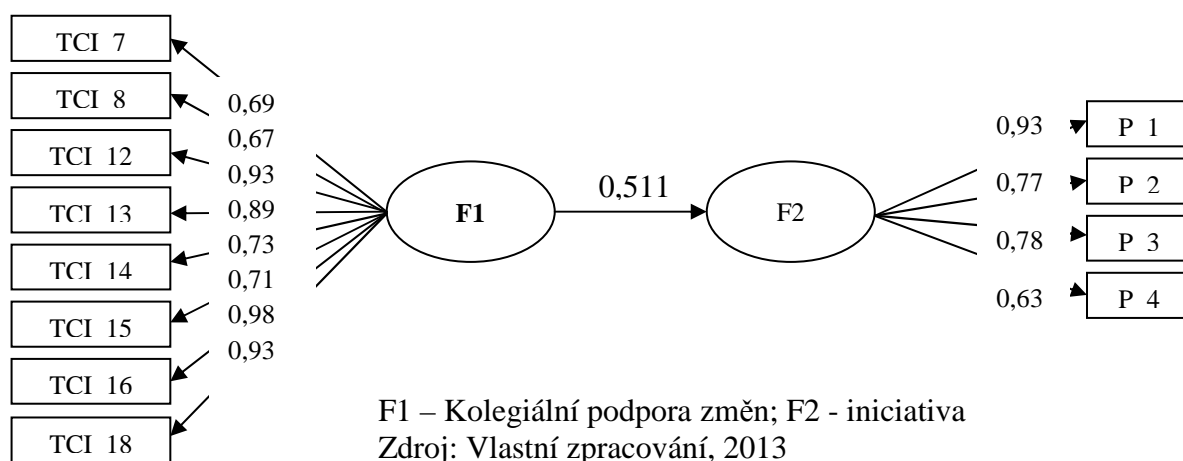 TCI 7
TCI 8
TCI 12
TCI 13
TCI 14
TCI 15
TCI 16
TCI 18
0,69
0,67
0,93
0,89
0,73
0,71
0,98
0,93
F1
0,511
F2
0,93
0,77
0,78
0,63
P 1
P 2
P 3
P 4
F1 – Kolegiální podpora změn; F2 - iniciativa
Zdroj: Vlastní zpracování, 2013